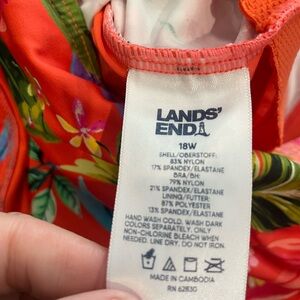 LANDS'
END
18W
SHELL/OBERSTOFF:
83% NYLON
17% SPANDEX/ELASTANE
BRA/BH:
79% NYLON
21% SPANDEX/ELASTANE
LINING/FUTTER:
87% POLYESTER
13% SPANDEX/ELASTANE
HAND WASH COLD. WASH DARK
COLORS SEPARATELY. ONLY
NON-CHLORINE BLEACH WHEN
NEEDED. LINE DRY. DO NOT IRON.
MADE IN CAMBODIA
RN 62830